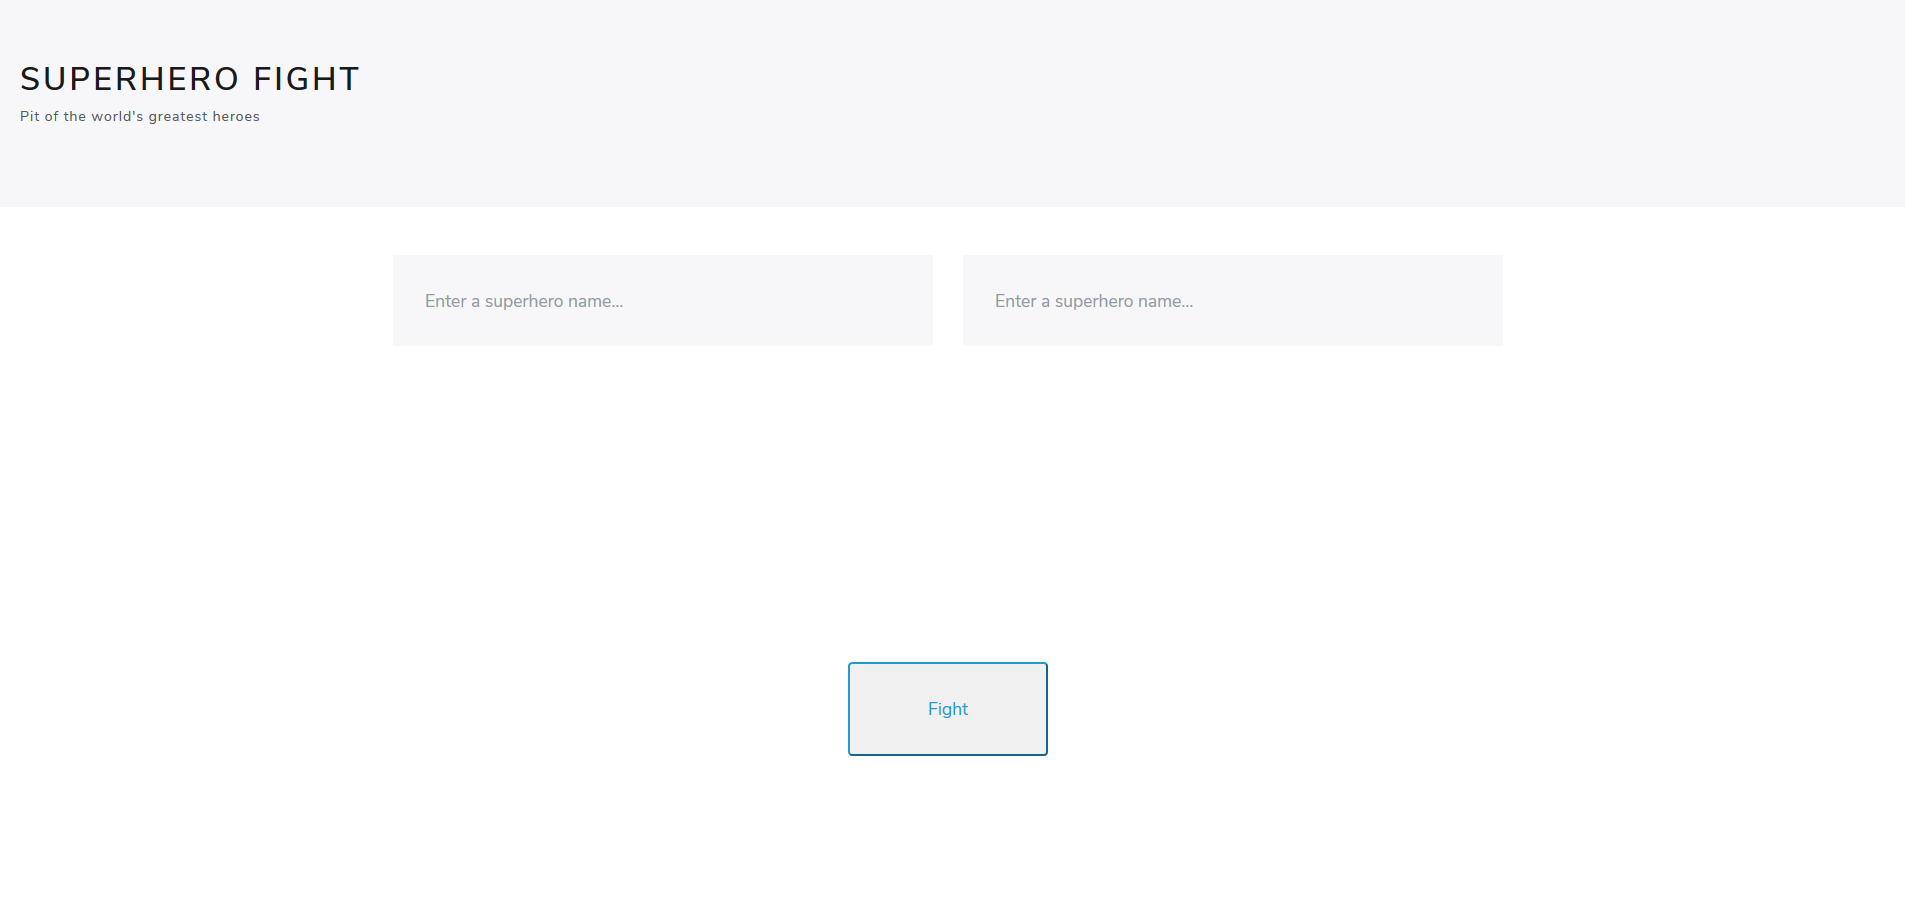 SUPERHERO FIGHT
Pit of the world's greatest heroes
Enter a superhero name...
Enter a superhero name...
Fight